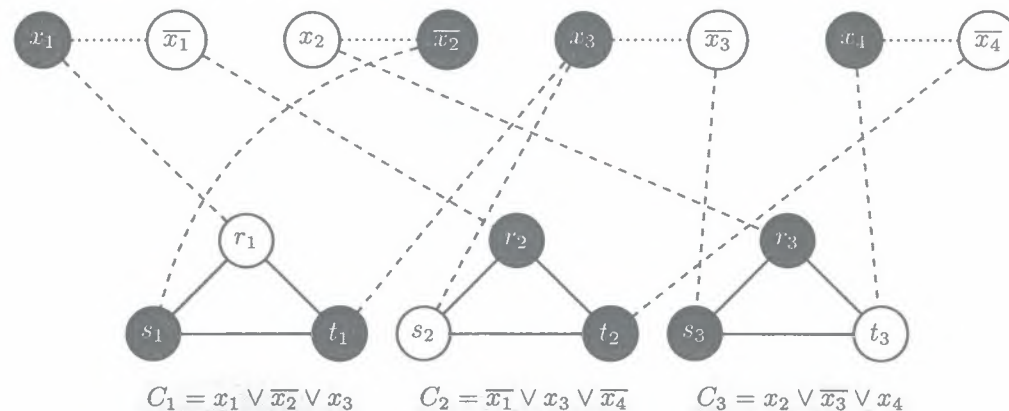 x₁ x̅₁ x₂ x̅₂ x₃ x̅₃ x₄ x̅₄
r₁ r₂ r₃
s₁ t₁ s₂ t₂ s₃ t₃
C₁ = x₁ ∨ x̅₂ ∨ x₃ C₂ = x̅₁ ∨ x₃ ∨ x̅₄ C₃ = x₂ ∨ x̅₃ ∨ x₄